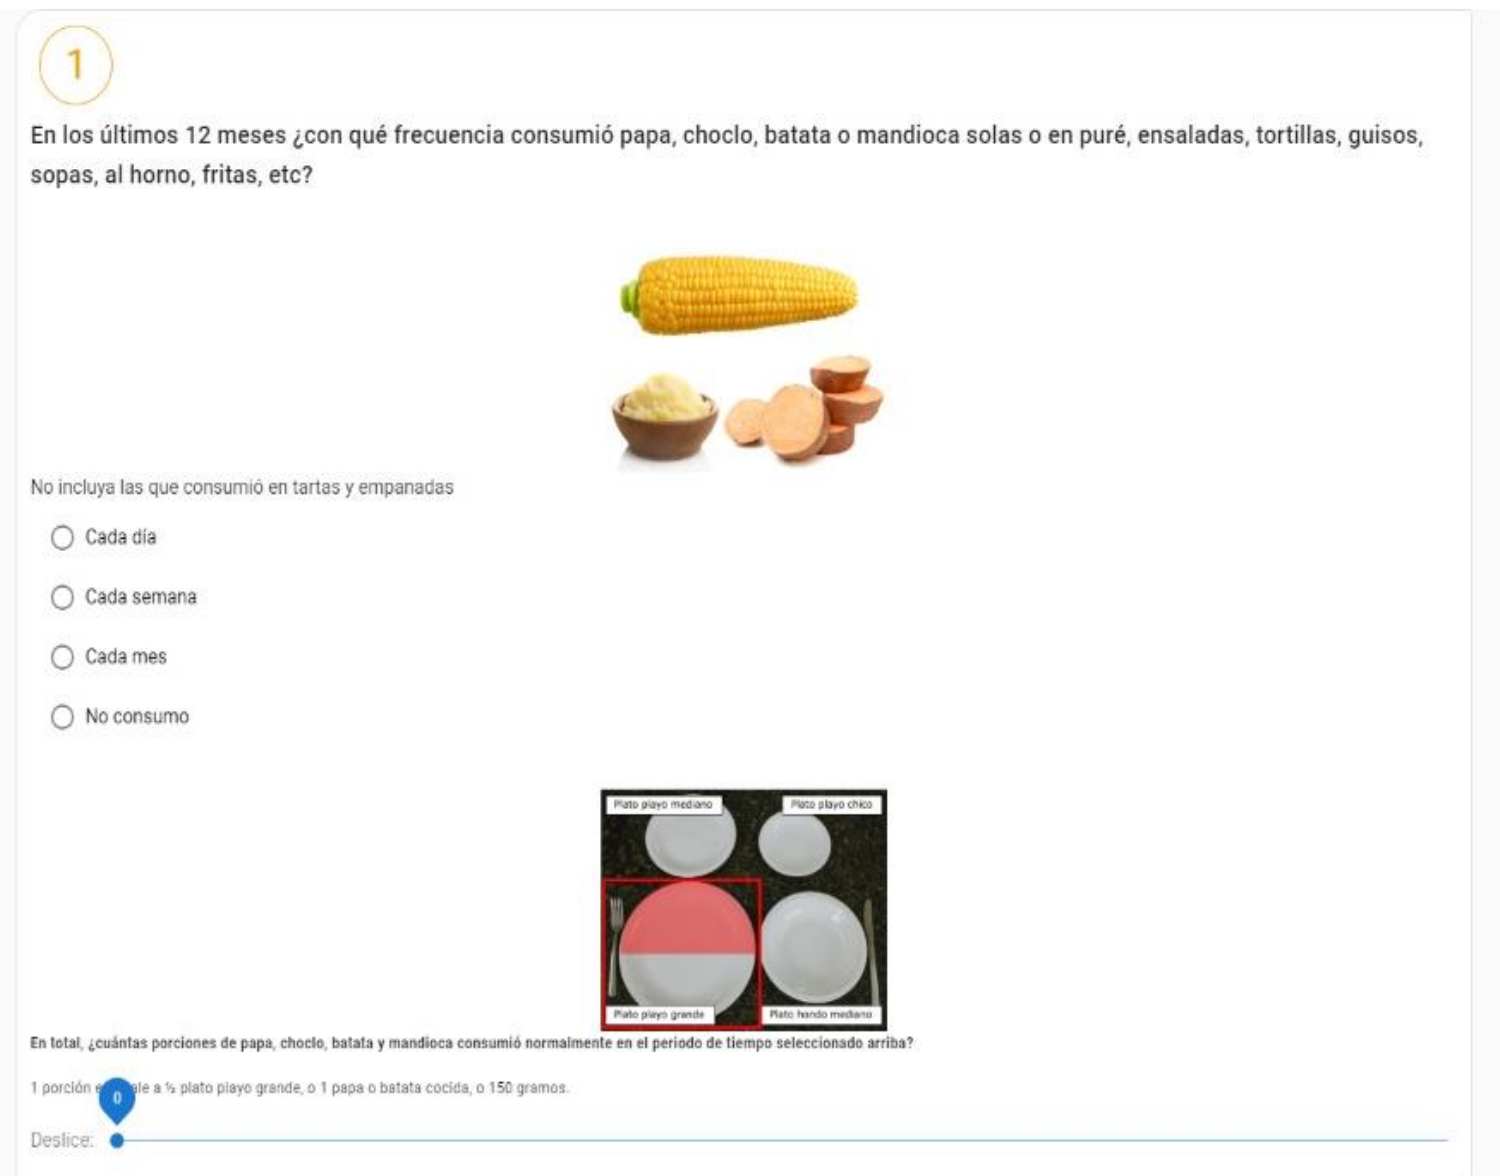 1
En los últimos 12 meses ¿con qué frecuencia consumió papa, choclo, batata o mandioca solas o en puré, ensaladas, tortillas, guisos,
sopas, al horno, fritas, etc?
No incluya las que consumió en tartas y empanadas
Cada día
Cada semana
Cada mes
No consumo
Plato playo mediano
Plato playo chico
Plato playo grande
Plato hondo mediano
En total, ¿cuántas porciones de papa, choclo, batata y mandioca consumió normalmente en el periodo de tiempo seleccionado arriba?
1 porción a ½ plato playo grande, o 1 papa o batata cocida, o 150 gramos.
0
Deslice: